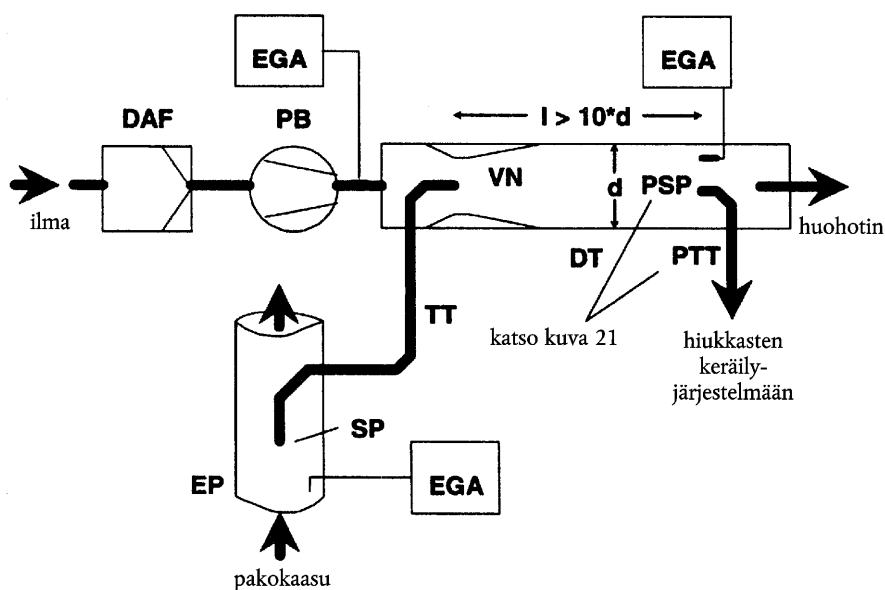 EGA
EGA
DAF
PB
l > 10*d
VN
d
PSP
ilma
huohotin
DT
PTT
TT
katso kuva 21
hiukkasten
keräily-
järjestelmään
SP
EP
EGA
pakokaasu